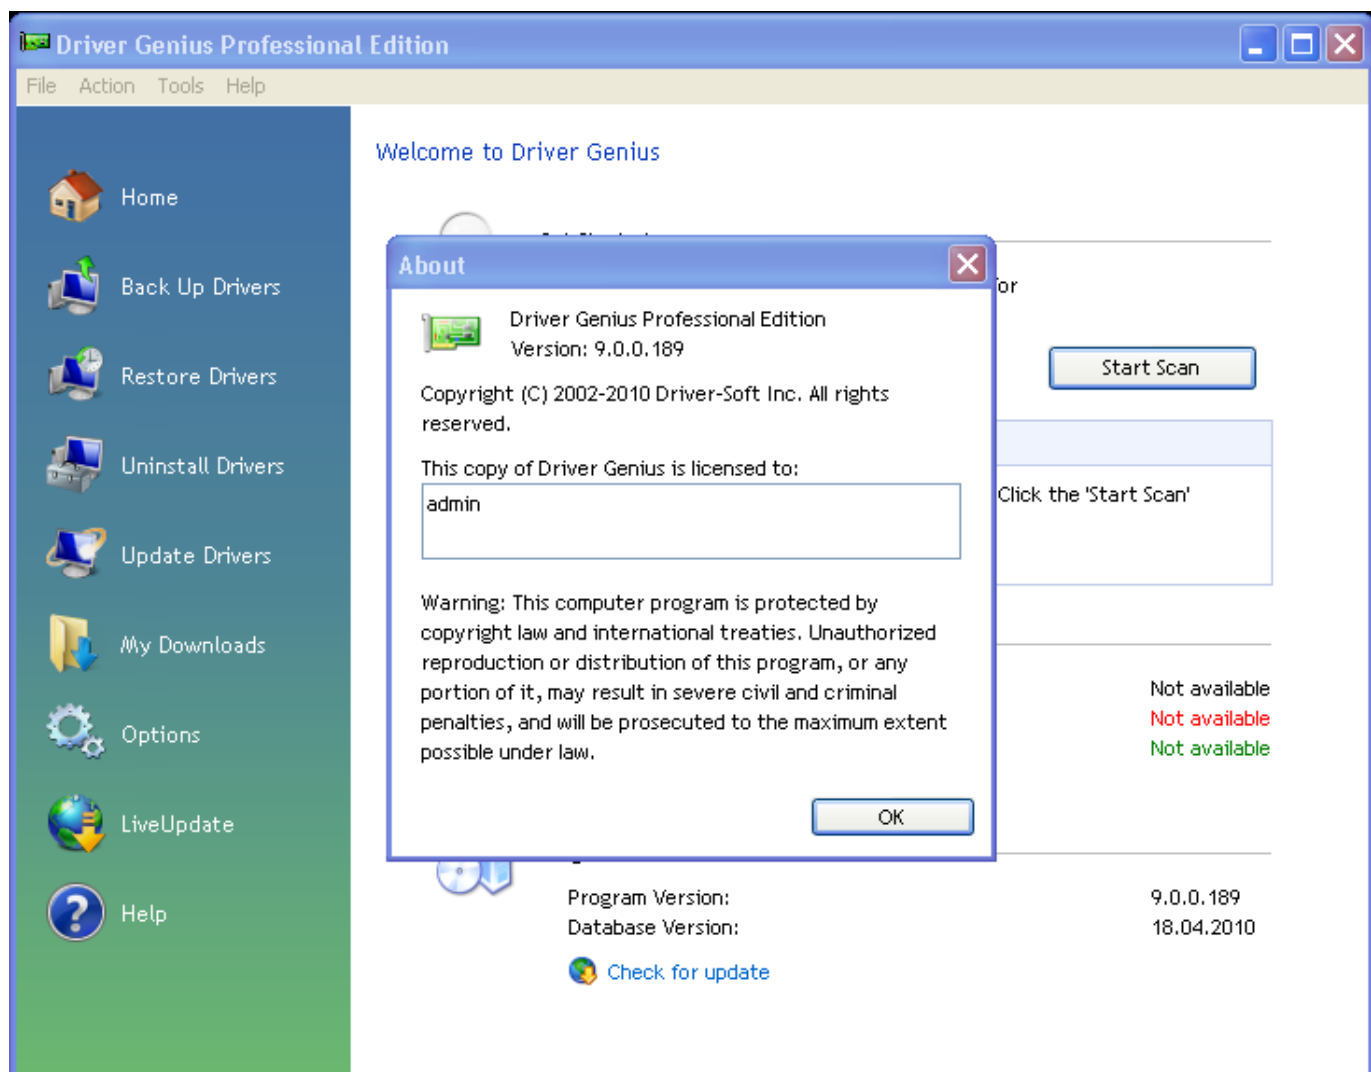 Driver Genius Professional Edition
File Action Tools Help
Welcome to Driver Genius
Home
Back Up Drivers
Restore Drivers
Uninstall Drivers
Update Drivers
My Downloads
Options
LiveUpdate
Help
About
Driver Genius Professional Edition
Version: 9.0.0.189
Copyright (C) 2002-2010 Driver-Soft Inc. All rights
reserved.
This copy of Driver Genius is licensed to:
admin
Warning: This computer program is protected by
copyright law and international treaties. Unauthorized
reproduction or distribution of this program, or any
portion of it, may result in severe civil and criminal
penalties, and will be prosecuted to the maximum extent
possible under law.
OK
Start Scan
Click the 'Start Scan'
Not available
Not available
Not available
Program Version: 9.0.0.189
Database Version: 18.04.2010
Check for update